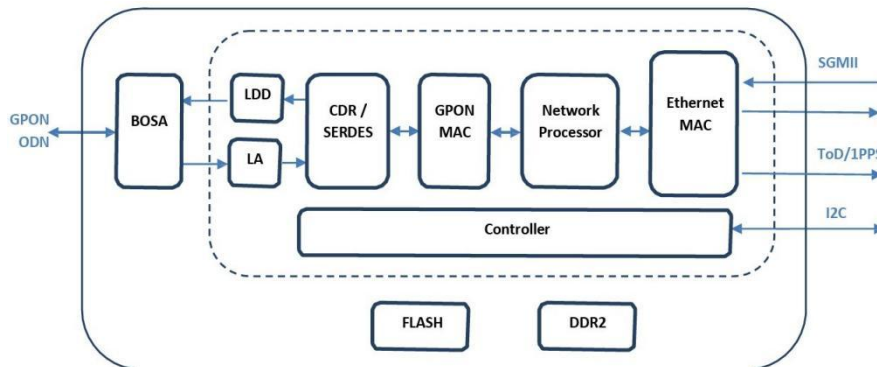 SGMII
LDD
BOSA
CDR /
SERDES
GPON
MAC
Network
Processor
Ethernet
MAC
GPON
ODN
LA
ToD/1PPS
I2C
Controller
FLASH
DDR2